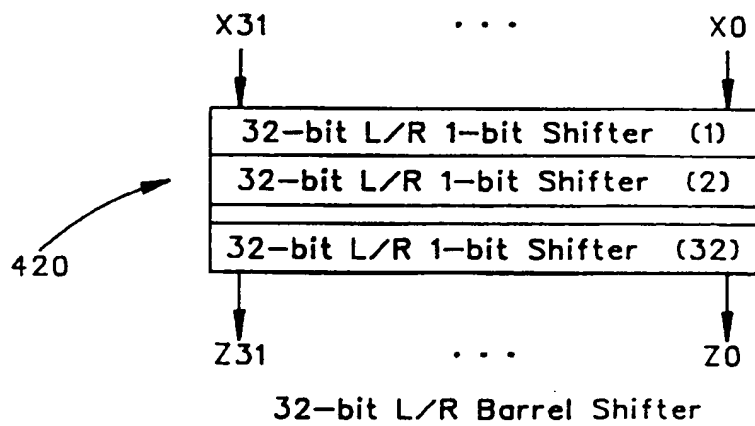 X31 ... X0
32-bit L/R 1-bit Shifter (1)
32-bit L/R 1-bit Shifter (2)
32-bit L/R 1-bit Shifter (32)
420
Z31 ... Z0
32-bit L/R Barrel Shifter